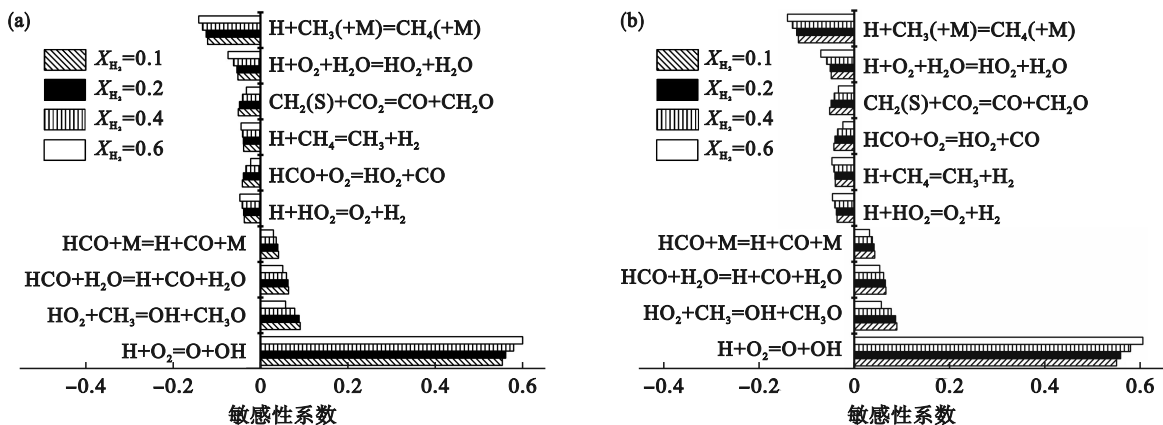 (a)
X_H₂=0.1
X_H₂=0.2
X_H₂=0.4
X_H₂=0.6
H+CH₃(+M)=CH₄(+M)
H+O₂+H₂O=HO₂+H₂O
CH₂(S)+CO₂=CO+CH₂O
H+CH₄=CH₃+H₂
HCO+O₂=HO₂+CO
H+HO₂=O₂+H₂
HCO+M=H+CO+M
HCO+H₂O=H+CO+H₂O
HO₂+CH₃=OH+CH₃O
H+O₂=O+OH
−0.4 −0.2 0 0.2 0.4 0.6
敏感性系数
(b)
X_H₂=0.1
X_H₂=0.2
X_H₂=0.4
X_H₂=0.6
H+CH₃(+M)=CH₄(+M)
H+O₂+H₂O=HO₂+H₂O
CH₂(S)+CO₂=CO+CH₂O
HCO+O₂=HO₂+CO
H+CH₄=CH₃+H₂
H+HO₂=O₂+H₂
HCO+M=H+CO+M
HCO+H₂O=H+CO+H₂O
HO₂+CH₃=OH+CH₃O
H+O₂=O+OH
−0.4 −0.2 0 0.2 0.4 0.6
敏感性系数